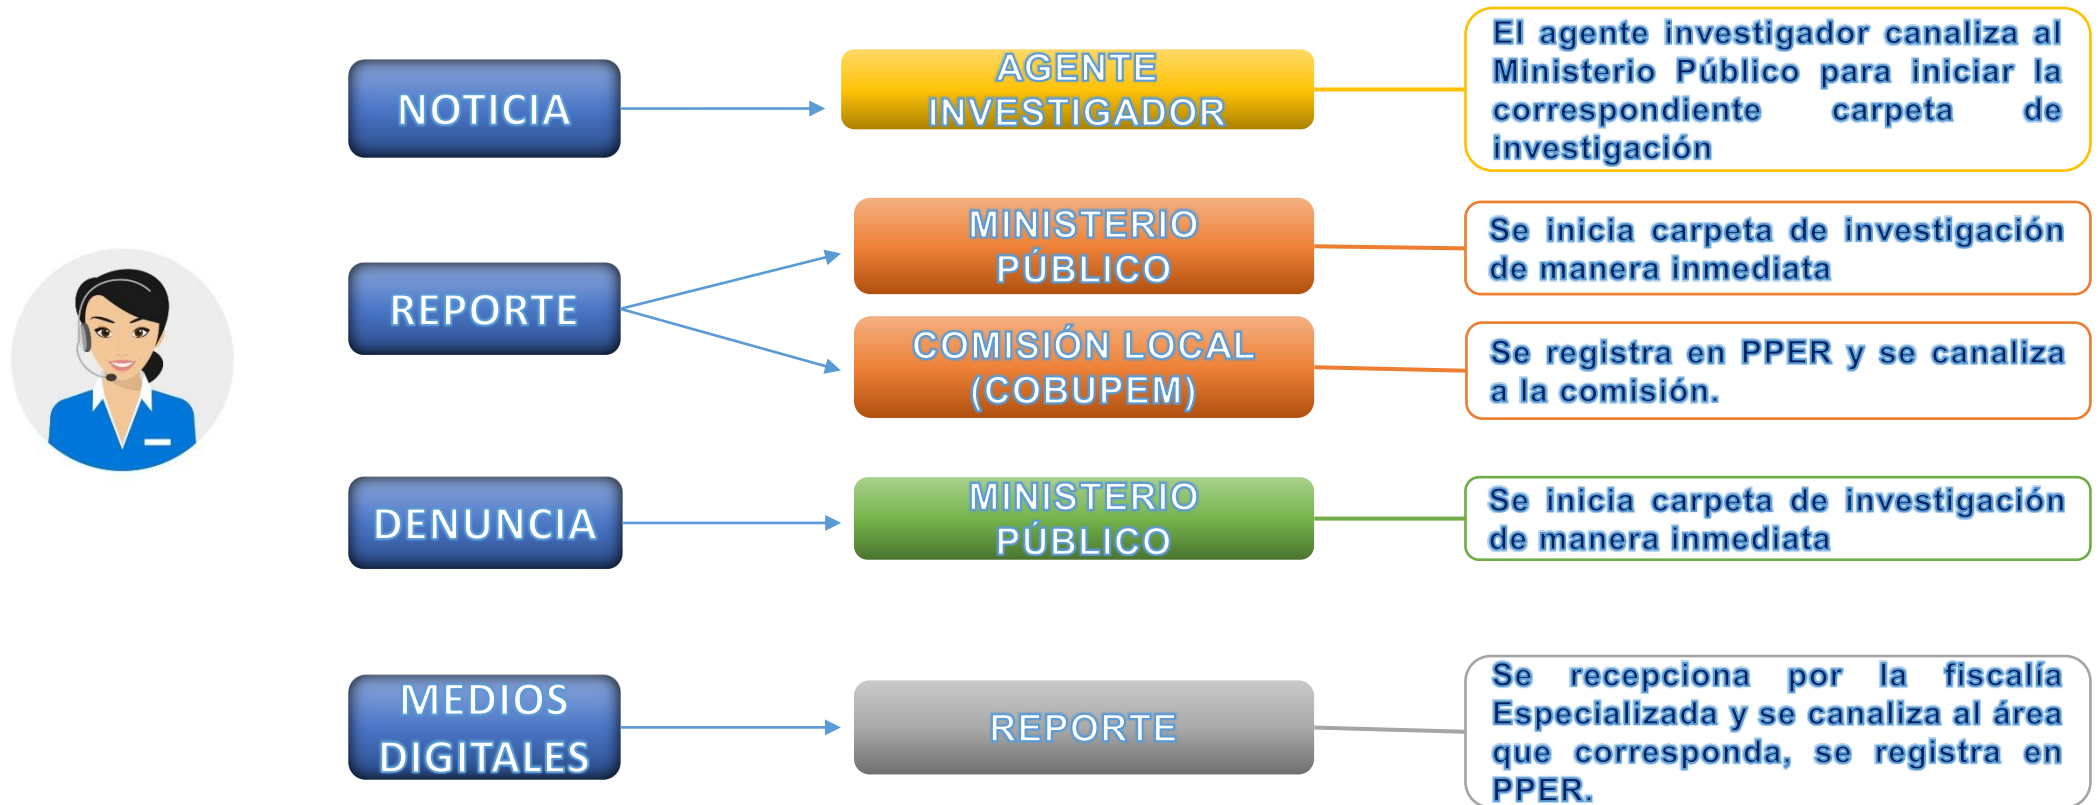 NOTICIA
AGENTE
INVESTIGADOR
El agente investigador canaliza al
Ministerio Público para iniciar la
correspondiente carpeta de
investigación
REPORTE
MINISTERIO
PÚBLICO
Se inicia carpeta de investigación
de manera inmediata
COMISIÓN LOCAL
(COBUPEM)
Se registra en PPER y se canaliza
a la comisión.
DENUNCIA
MINISTERIO
PÚBLICO
Se inicia carpeta de investigación
de manera inmediata
MEDIOS
DIGITALES
REPORTE
Se recepciona por la fiscalía
Especializada y se canaliza al área
que corresponda, se registra en
PPER.